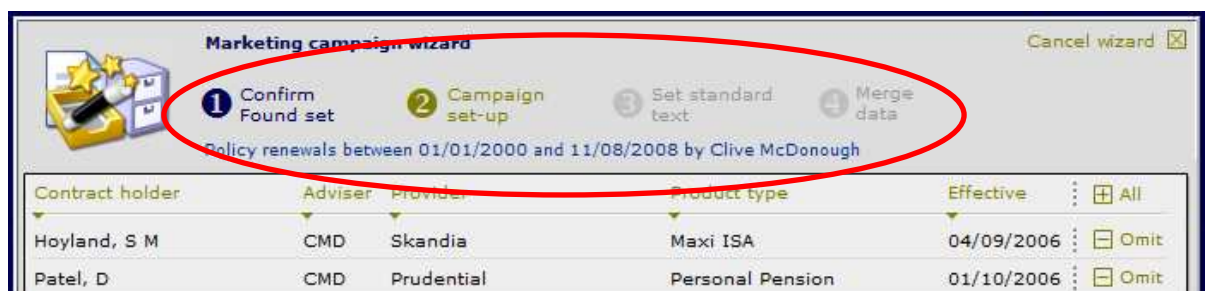 Marketing campaign wizard
Cancel wizard
1 Confirm Found set
2 Campaign set-up
3 Set standard text
4 Merge data
Policy renewals between 01/01/2000 and 11/08/2008 by Clive McDonough
Contract holder Adviser Provider Product type Effective All
Hoyland, S M CMD Skandia Maxi ISA 04/09/2006 Omit
Patel, D CMD Prudential Personal Pension 01/10/2006 Omit